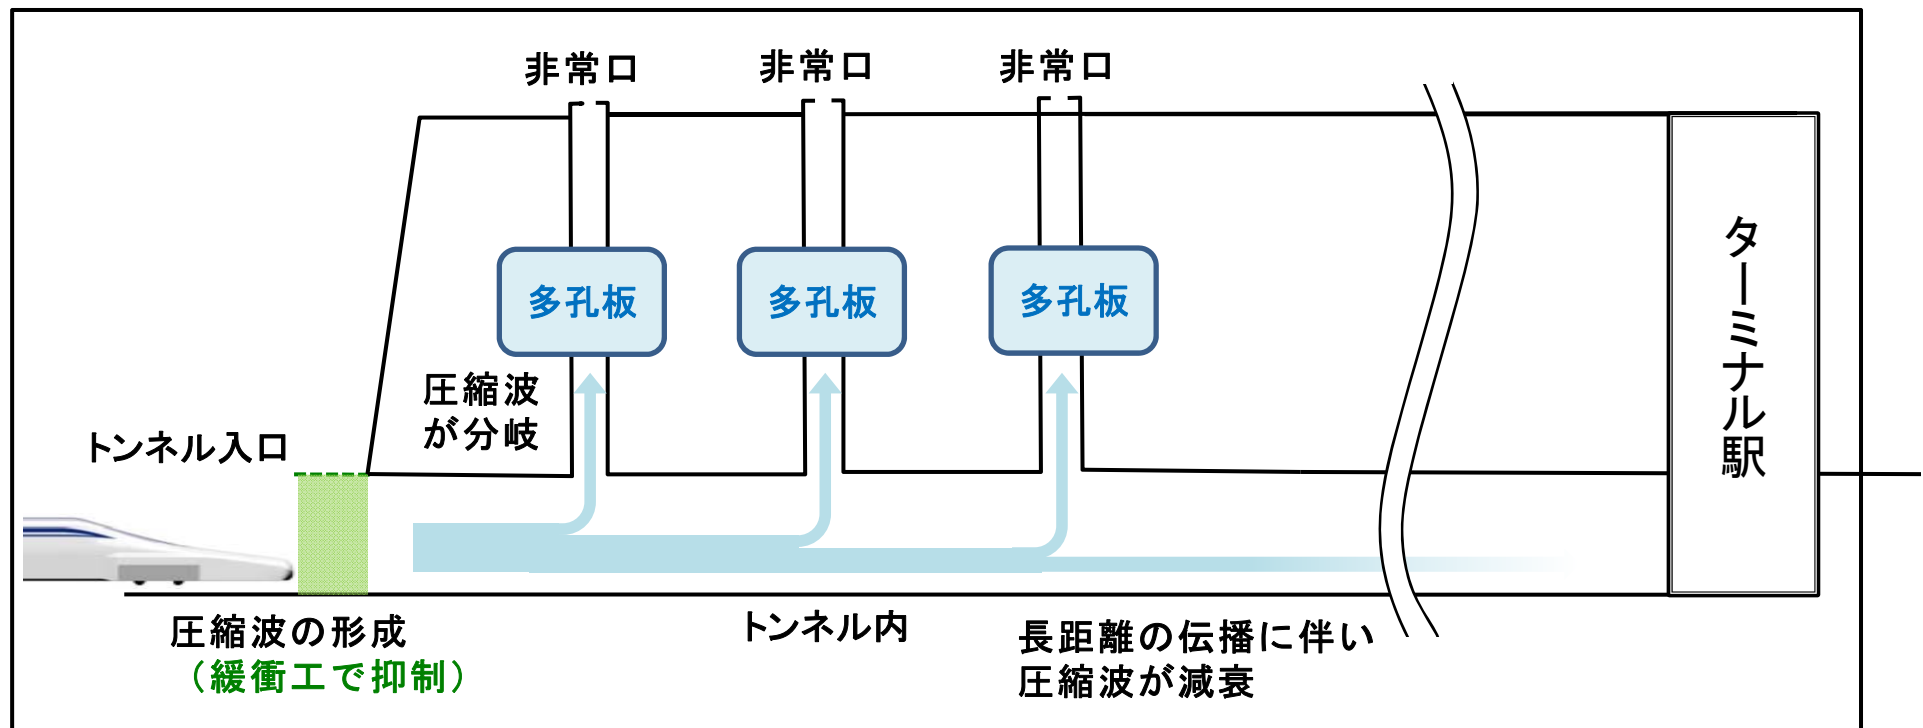 非常口
非常口
非常口
多孔板
多孔板
多孔板
ターミナル駅
圧縮波
が分岐
トンネル入口
圧縮波の形成
（緩衝工で抑制）
トンネル内
長距離の伝播に伴い
圧縮波が減衰